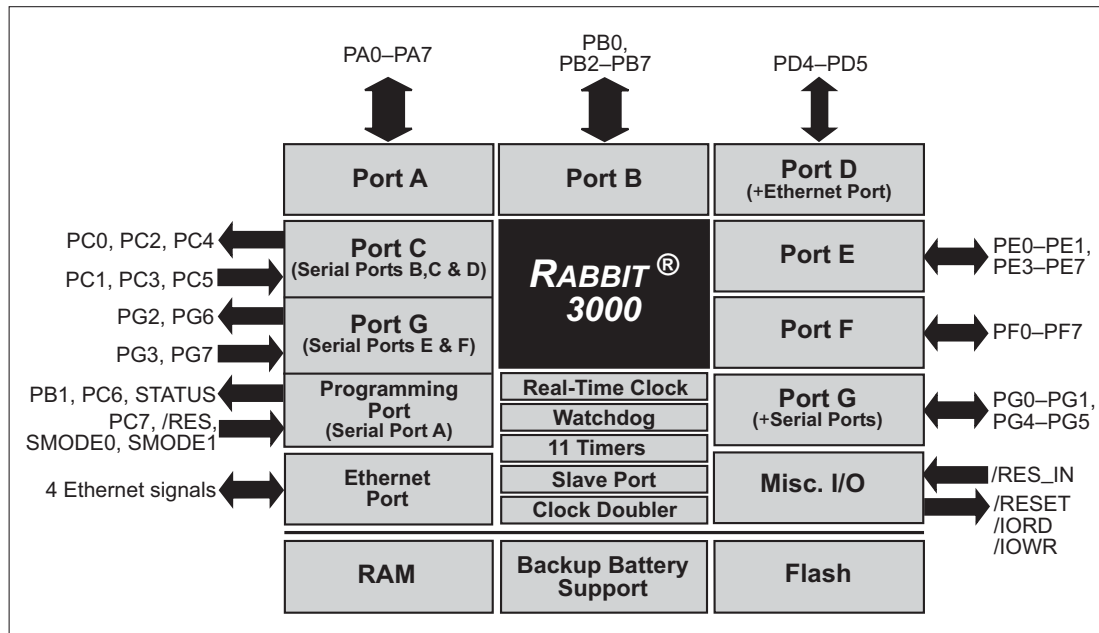 PA0–PA7
PB0,
PB2–PB7
PD4–PD5
Port A
Port B
Port D
(+Ethernet Port)
PC0, PC2, PC4
PC1, PC3, PC5
Port C
(Serial Ports B,C & D)
RABBIT ®
3000
Port E
PE0–PE1,
PE3–PE7
PG2, PG6
PG3, PG7
Port G
(Serial Ports E & F)
Port F
PF0–PF7
PB1, PC6, STATUS
PC7, /RES,
SMODE0, SMODE1
Programming
Port
(Serial Port A)
Real-Time Clock
Watchdog
11 Timers
Slave Port
Clock Doubler
Port G
(+Serial Ports)
PG0–PG1,
PG4–PG5
4 Ethernet signals
Ethernet
Port
Misc. I/O
/RES_IN
/RESET
/IORD
/IOWR
RAM
Backup Battery
Support
Flash